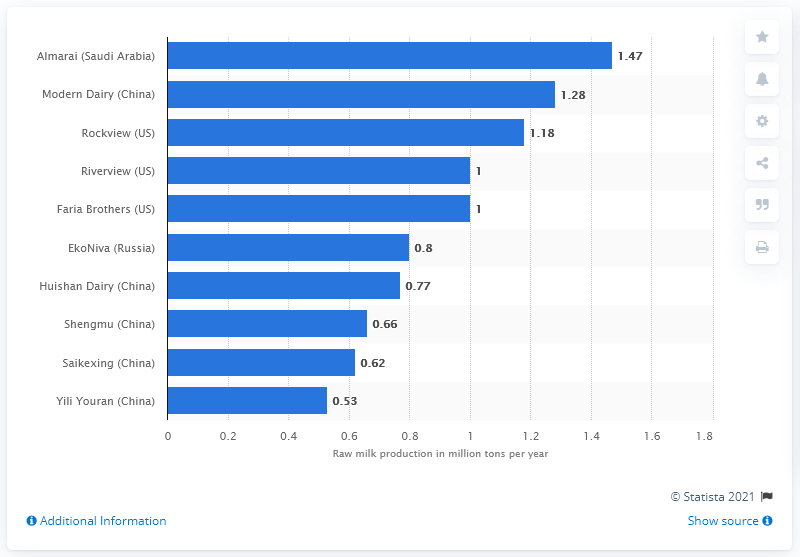 Almarai (Saudi Arabia) 1.47
Modern Dairy (China) 1.28
Rockview (US) 1.18
Riverview (US) 1
Faria Brothers (US) 1
EkoNiva (Russia) 0.8
Huishan Dairy (China) 0.77
Shengmu (China) 0.66
Saikexing (China) 0.62
Yili Youran (China) 0.53
0 0.2 0.4 0.6 0.8 1 1.2 1.4 1.6 1.8
Raw milk production in million tons per year
© Statista 2021
Additional Information Show source